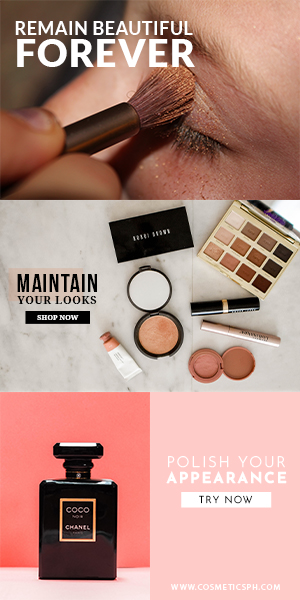 REMAIN BEAUTIFUL
FOREVER
BOBBI BROWN
MAINTAIN
YOUR LOOKS
SHOP NOW
POLISH YOUR
APPEARANCE
TRY NOW
COCO
NOIR
CHANEL
WWW.COSMETICSPH.COM